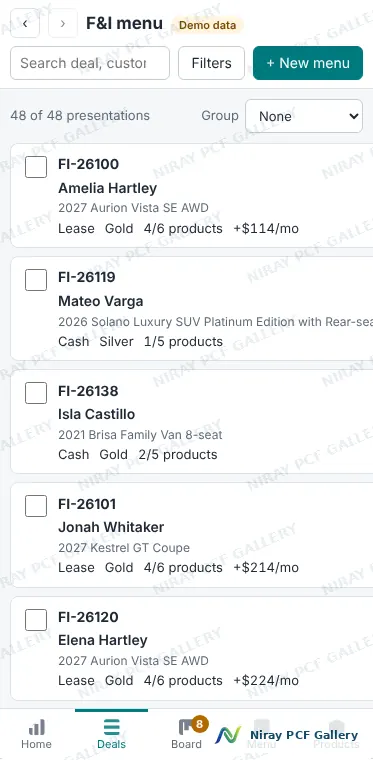 ‹ › F&I menu Demo data
Search deal, custor Filters + New menu
48 of 48 presentations Group None
FI-26100
Amelia Hartley
2027 Aurion Vista SE AWD
Lease Gold 4/6 products +$114/mo
FI-26119
Mateo Varga
2026 Solano Luxury SUV Platinum Edition with Rear-sea
Cash Silver 1/5 products
FI-26138
Isla Castillo
2021 Brisa Family Van 8-seat
Cash Gold 2/5 products
FI-26101
Jonah Whitaker
2027 Kestrel GT Coupe
Lease Gold 4/6 products +$214/mo
FI-26120
Elena Hartley
2027 Aurion Vista SE AWD
Lease Gold 4/6 products +$224/mo
8
Niray PCF Gallery
Home Deals Board Menu Products
NIRAY PCF GALLERY